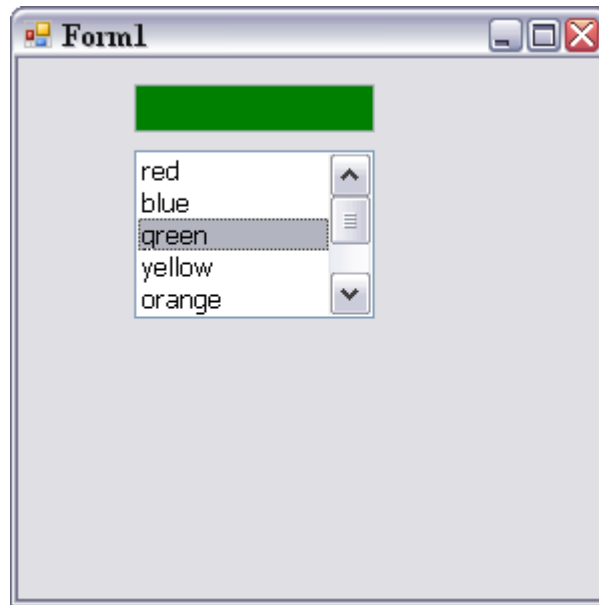 Form1
red
blue
green
yellow
orange